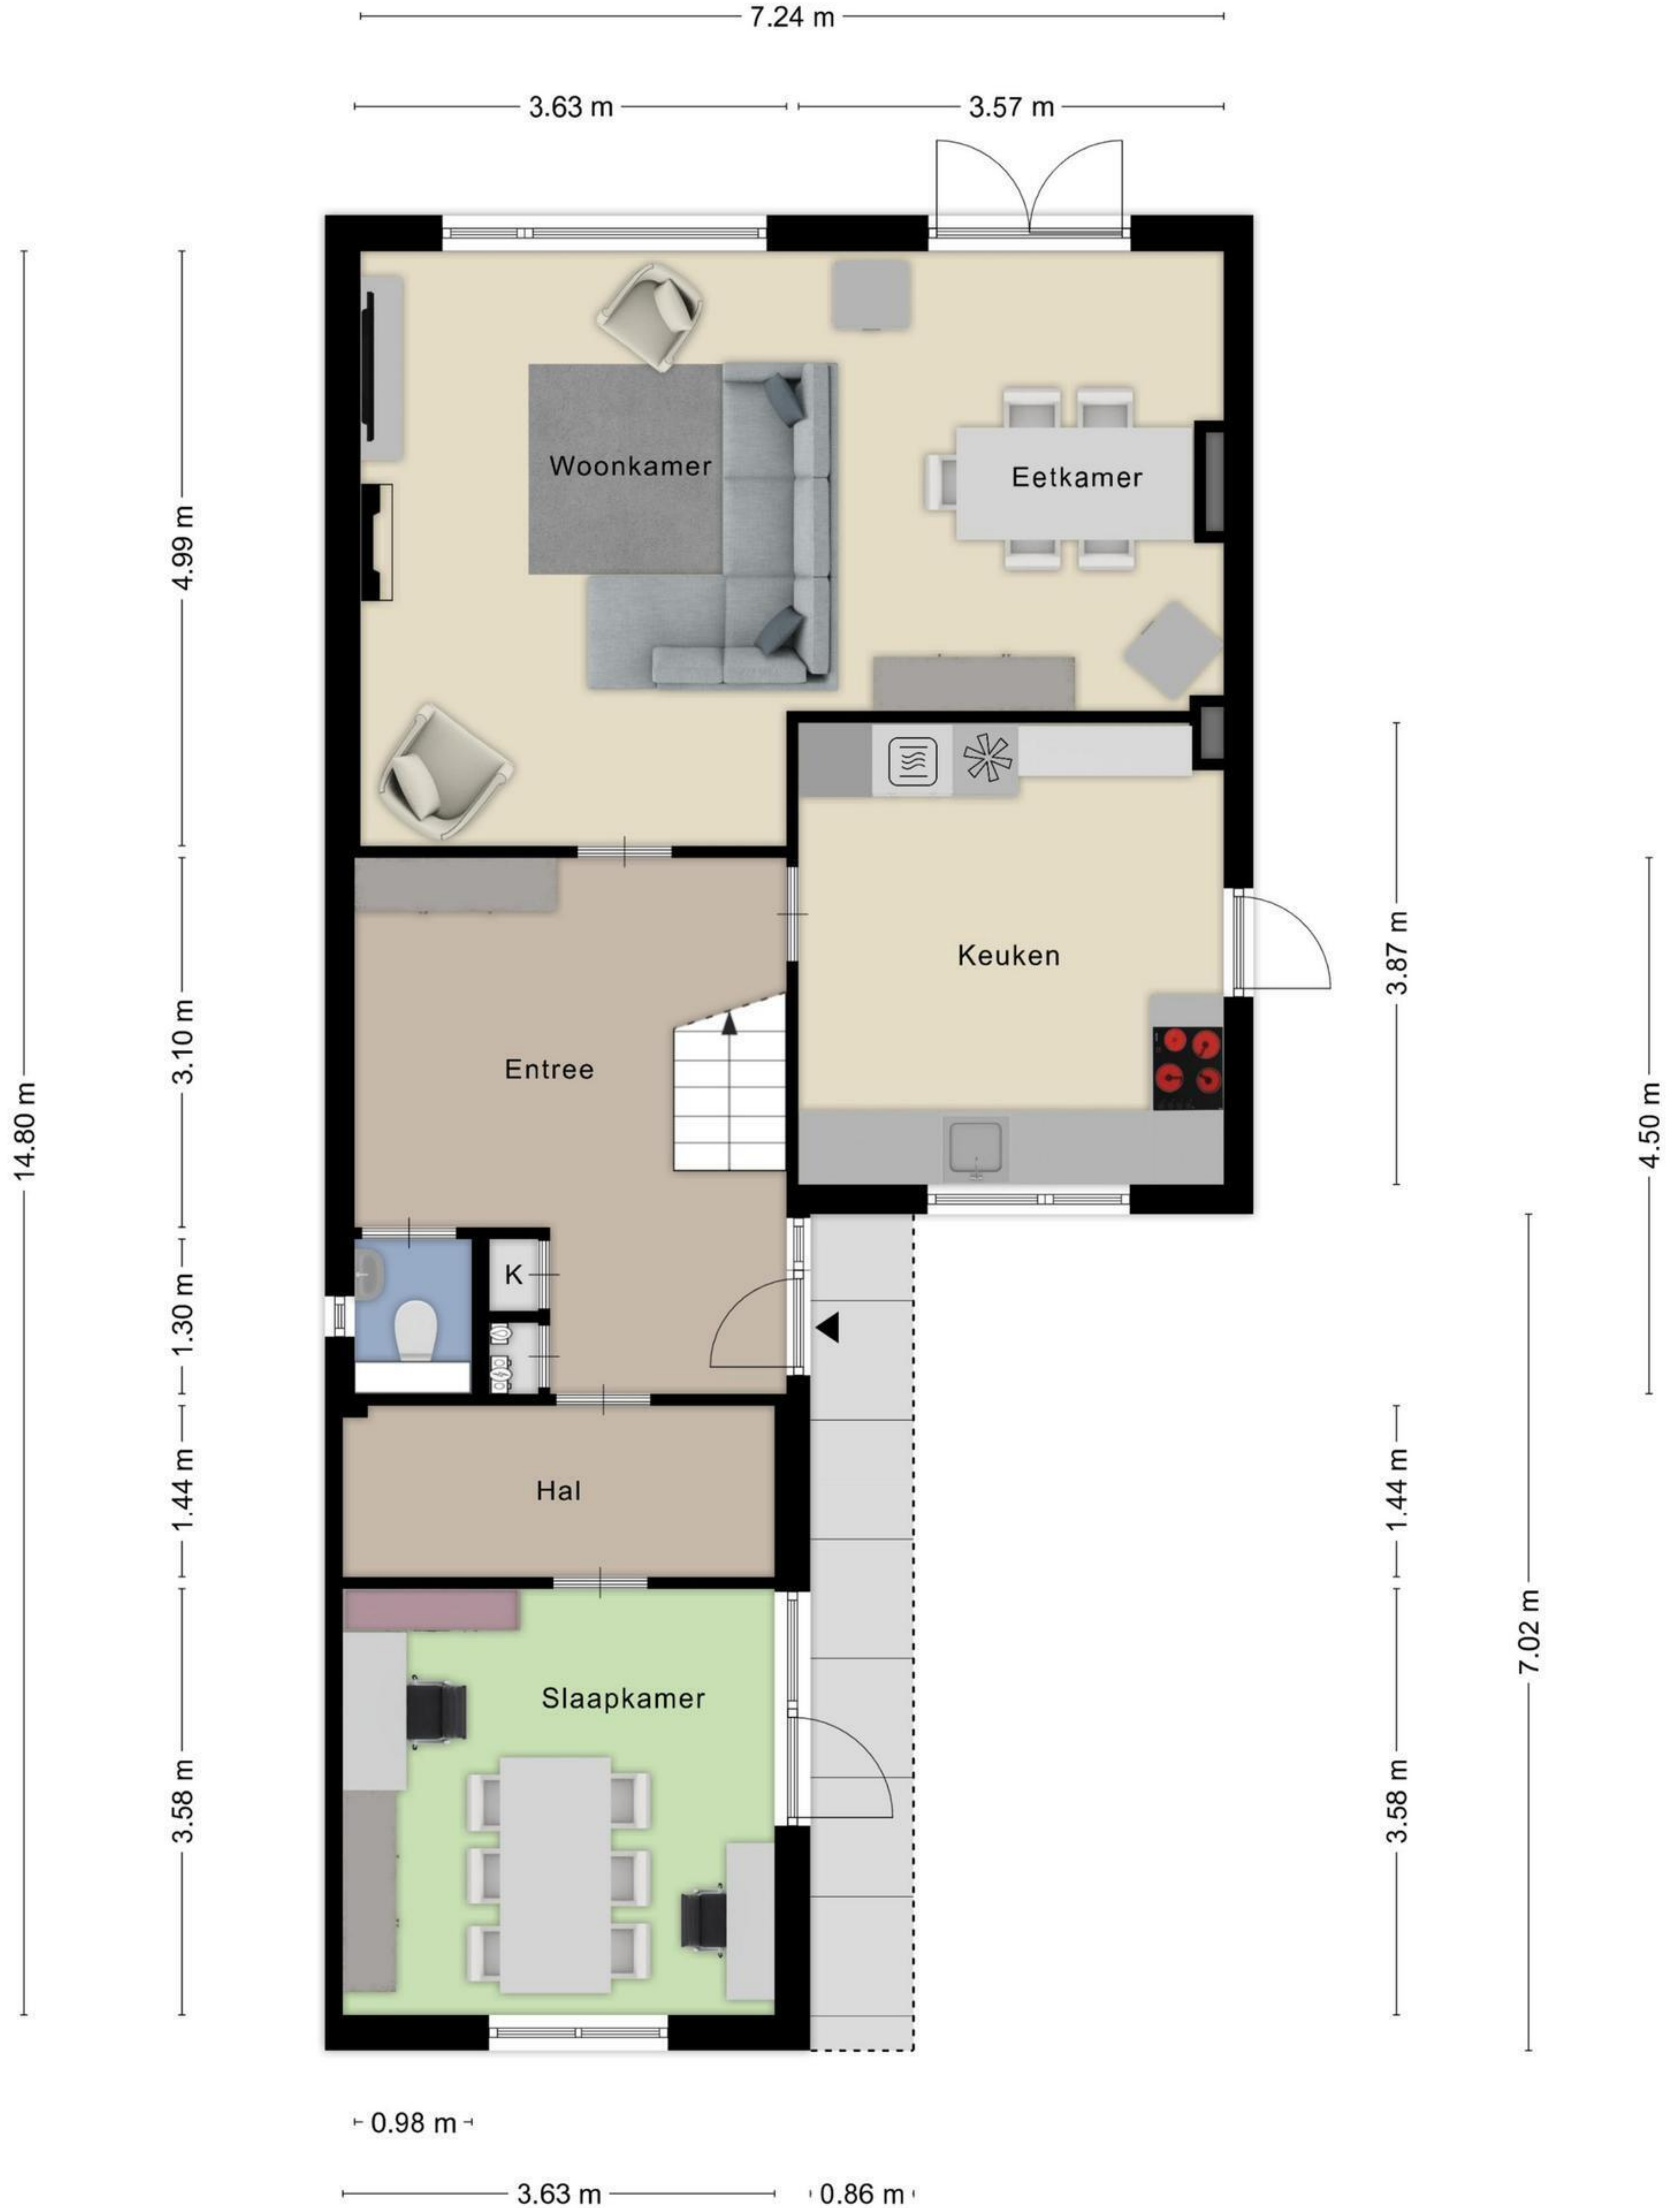 7.24 m
3.63 m
3.57 m
Woonkamer
Eetkamer
4.99 m
3.87 m
Keuken
3.10 m
Entree
14.80 m
4.50 m
K
1.30 m
Hal
1.44 m
1.44 m
7.02 m
Slaapkamer
3.58 m
3.58 m
0.98 m
3.63 m
0.86 m